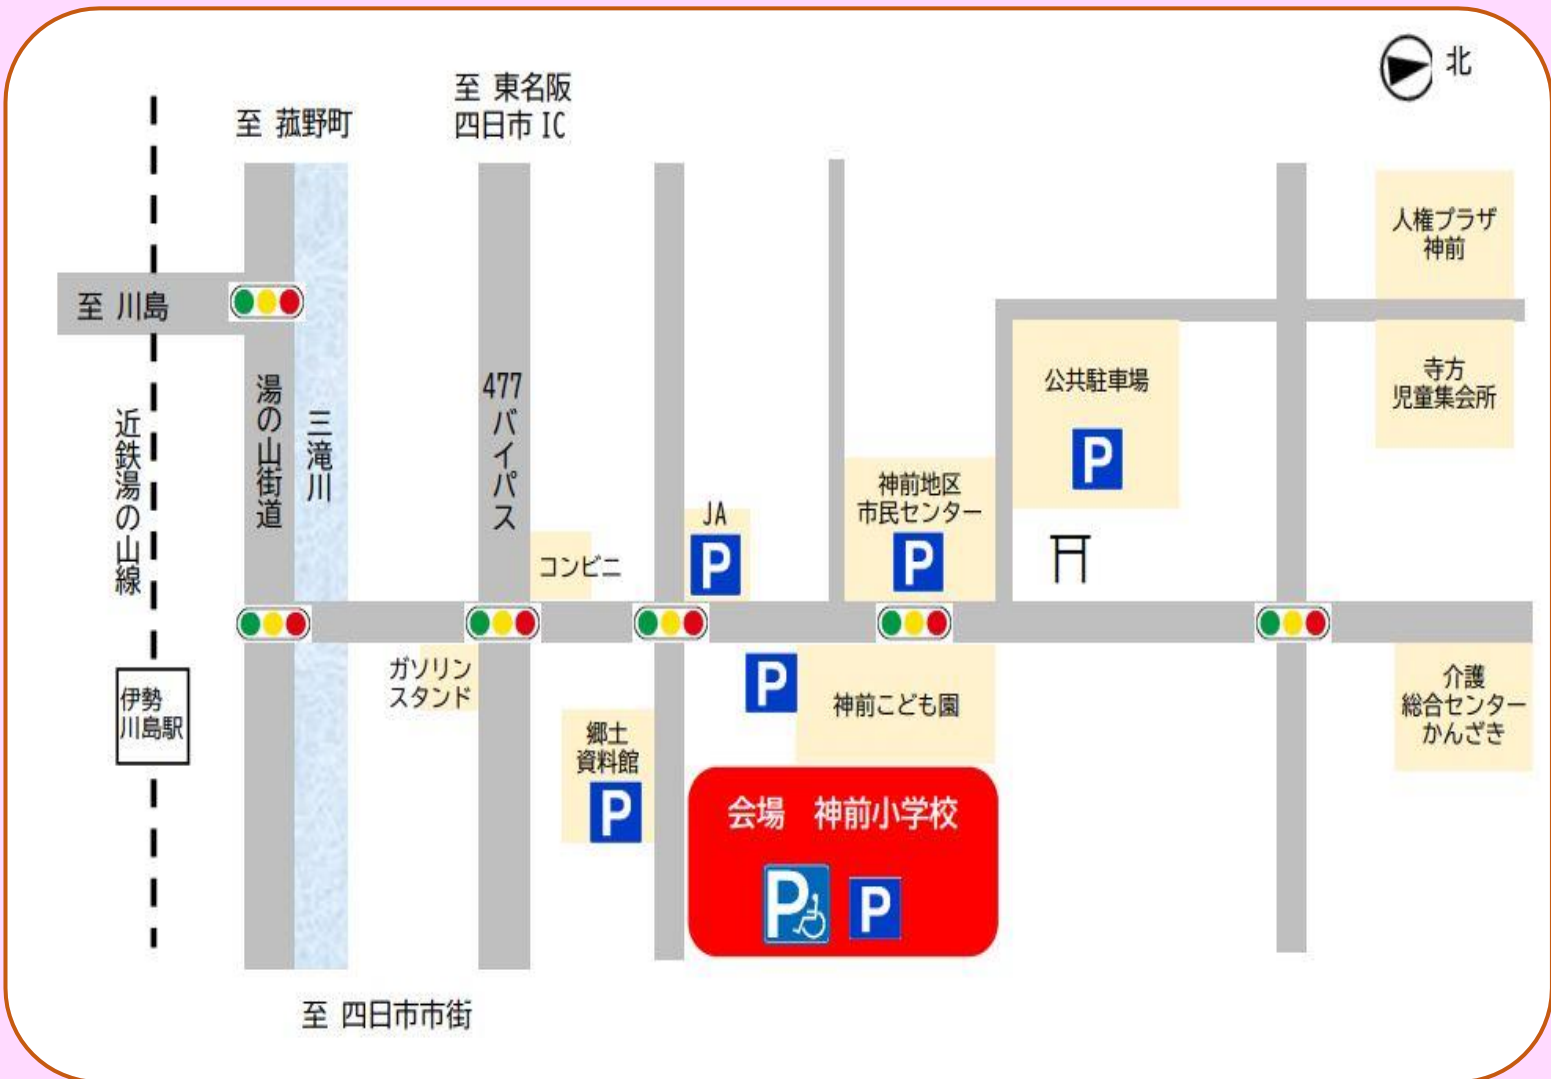 北
至 東名阪
四日市 IC
至 菰野町
人権プラザ
神前
至 川島
寺方
児童集会所
公共駐車場
P
477バイパス
湯の山街道
三滝川
近鉄湯の山線
神前地区
市民センター
P
JA
P
コンビニ
ガソリン
スタンド
P
神前こども園
介護
総合センター
かんざき
伊勢
川島駅
郷土
資料館
P
会場 神前小学校
P
P
至 四日市市街